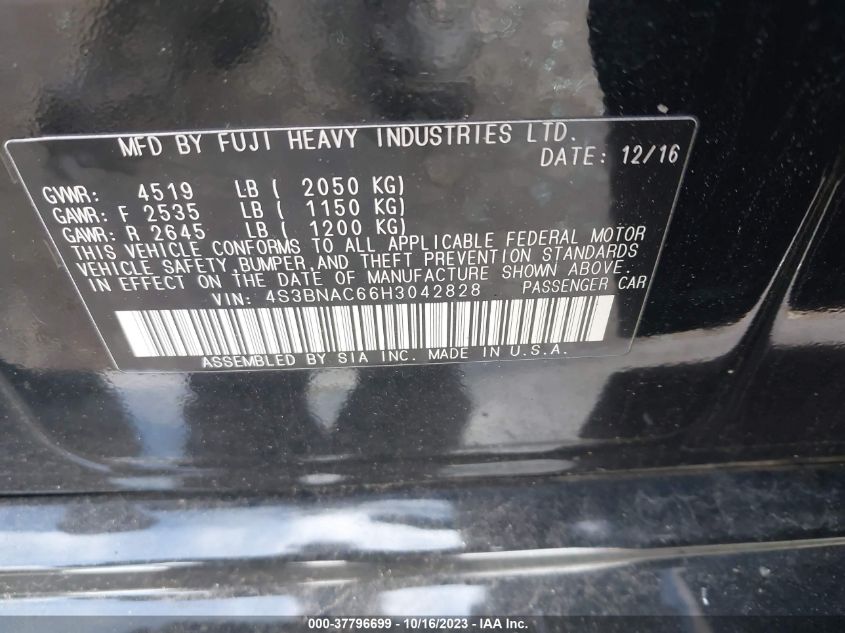 MFD BY FUJI HEAVY INDUSTRIES LTD.
DATE: 12/16
GVWR: 4519 LB ( 2050 KG)
GAWR: F 2535 LB ( 1150 KG)
GAWR: R 2645 LB ( 1200 KG)
THIS VEHICLE CONFORMS TO ALL APPLICABLE FEDERAL MOTOR
VEHICLE SAFETY, BUMPER, AND THEFT PREVENTION STANDARDS
IN EFFECT ON THE DATE OF MANUFACTURE SHOWN ABOVE.
VIN: 4S3BNAC66H3042828 PASSENGER CAR
ASSEMBLED BY SIA INC. MADE IN U.S.A.
000-37796699 - 10/16/2023 - IAA Inc.